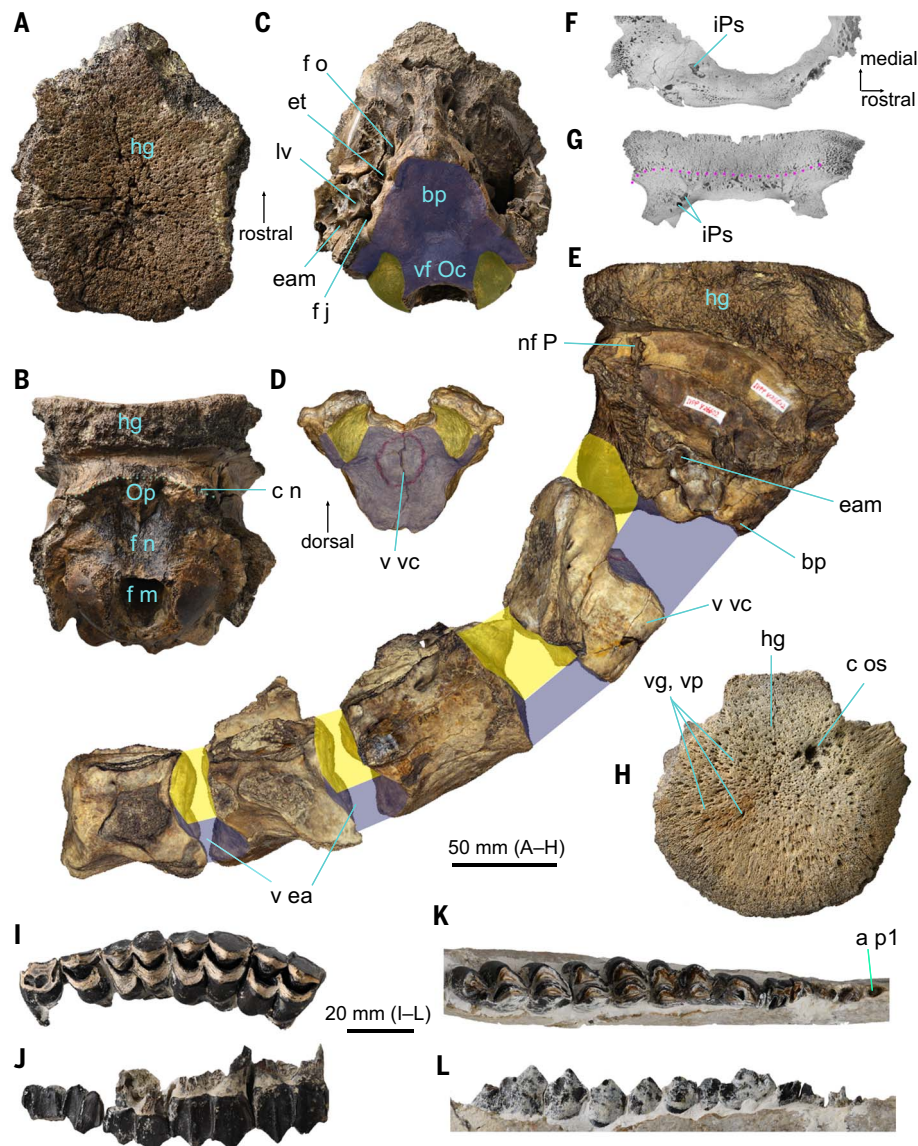 A
hg
rostral
B
hg
Op
c n
f n
f m
C
f o
et
lv
bp
eam
vf Oc
f j
D
dorsal
v vc
F
iPs
medial
rostral
G
iPs
E
hg
nf P
eam
bp
v vc
v ea
50 mm (A–H)
H
hg
c os
vg, vp
I
20 mm (I–L)
J
K
a p1
L